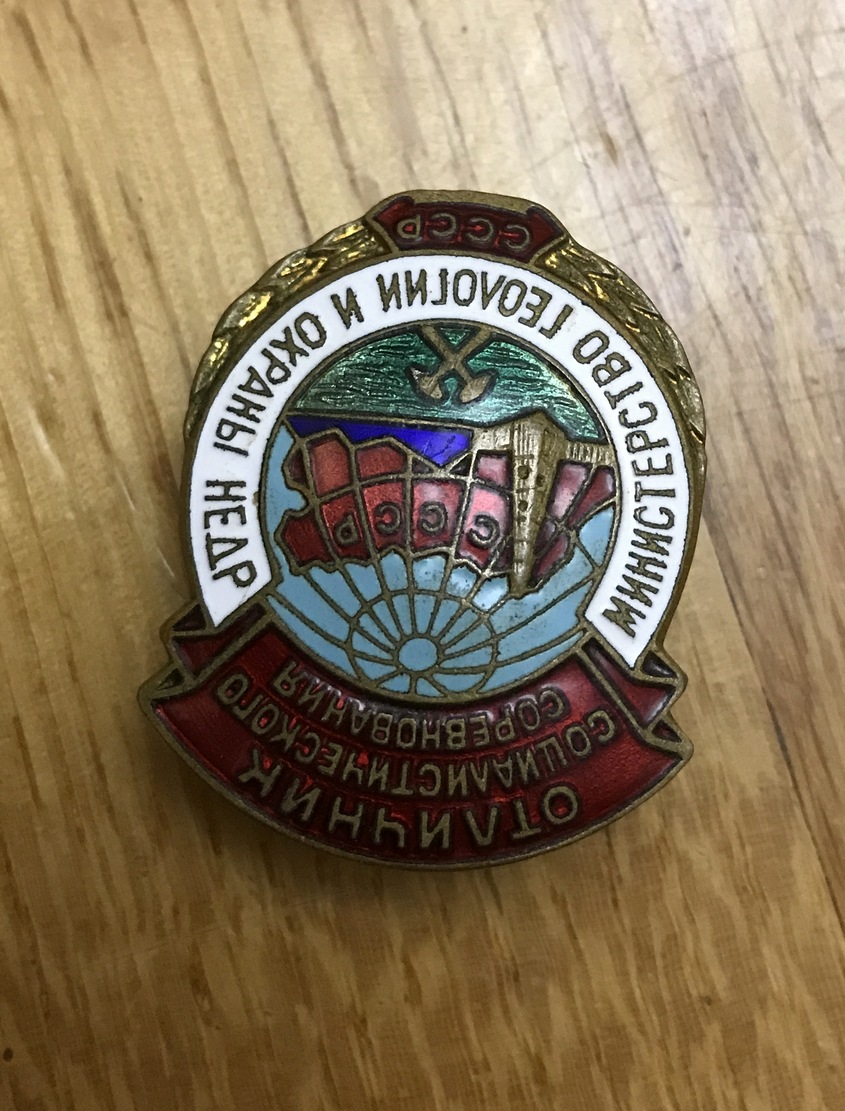 ОТЛИЧНИК
СОЦИАЛИСТИЧЕСКОГО
СОРЕВНОВАНИЯ
СССР
МИНИСТЕРСТВО ГЕОЛОГИИ И ОХРАНЫ НЕДР
СССР